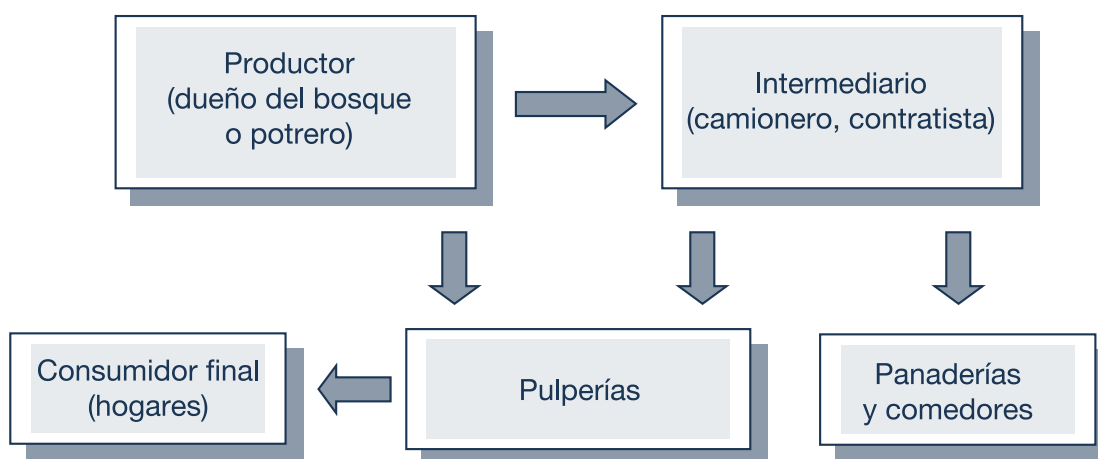 Productor
(dueño del bosque
o potrero)
Intermediario
(camionero, contratista)
Consumidor final
(hogares)
Pulperías
Panaderías
y comedores